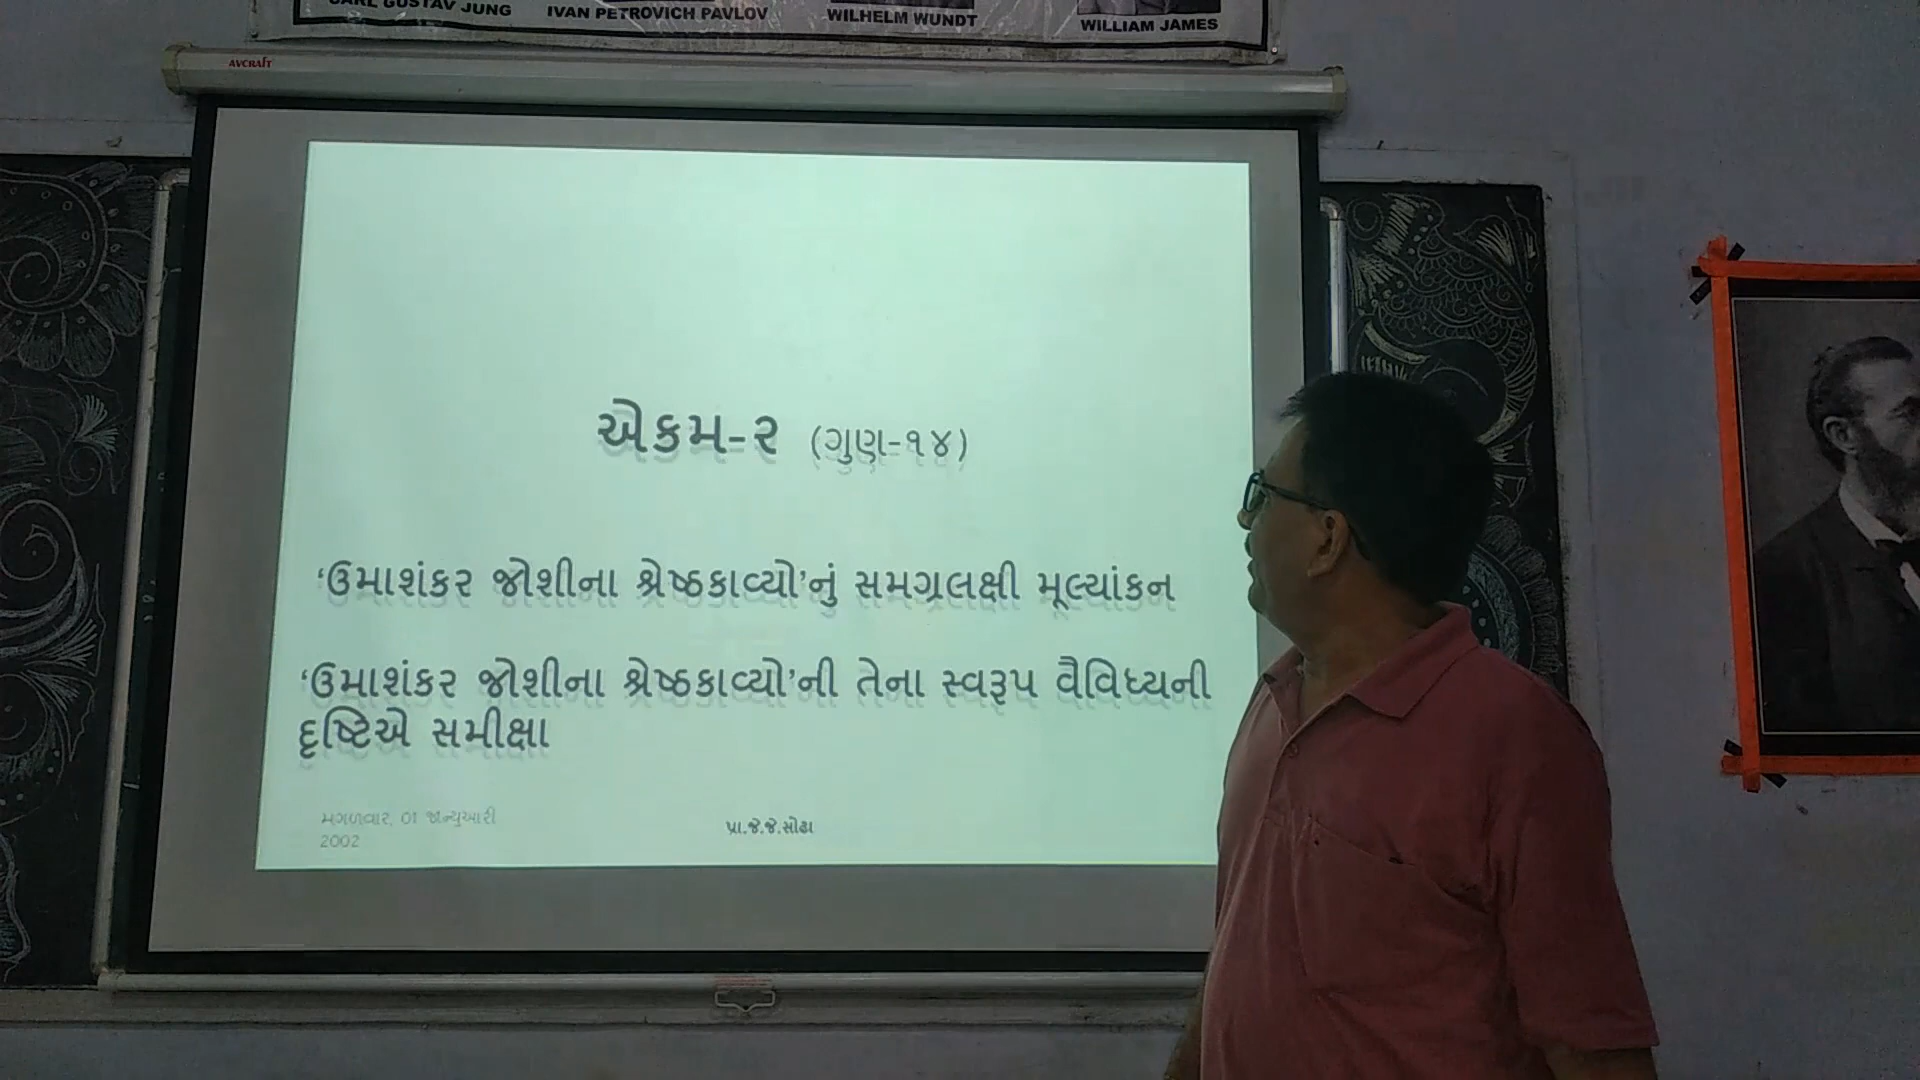 CARL GUSTAV JUNG IVAN PETROVICH PAVLOV WILHELM WUNDT WILLIAM JAMES
AVCRAFT
એકમ-૨ (ગુણ-૧૪)
‘ઉમાશંકર જોશીના શ્રેષ્ઠકાવ્યો’નું સમગ્રલક્ષી મૂલ્યાંકન
‘ઉમાશંકર જોશીના શ્રેષ્ઠકાવ્યો’ની તેના સ્વરૂપ વૈવિધ્યની
દૃષ્ટિએ સમીક્ષા
મંગળવાર, 01 જાન્યુઆરી
2002
પ્રા.જે.જે.સોઢા